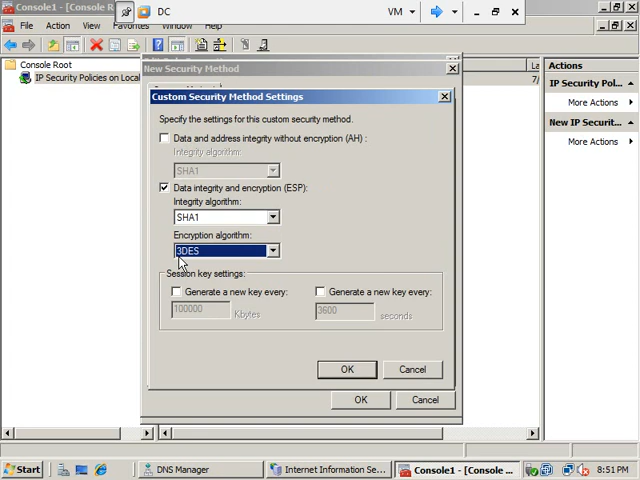 Console1 - [Console R
DC
VM
File
Action
View
Favorites
Window
Help
Console Root
IP Security Policies on Local
La
7/
Actions
IP Security Pol...
More Actions
New IP Securit...
More Actions
New Security Method
Custom Security Method Settings
Specify the settings for this custom security method.
Data and address integrity without encryption (AH) :
Integrity algorithm:
SHA1
Data integrity and encryption (ESP):
Integrity algorithm:
SHA1
Encryption algorithm:
3DES
Session key settings:
Generate a new key every:
Generate a new key every:
100000
Kbytes
3600
seconds
OK
Cancel
OK
Cancel
Start
DNS Manager
Internet Information Se...
Console1 - [Console ...
8:51 PM